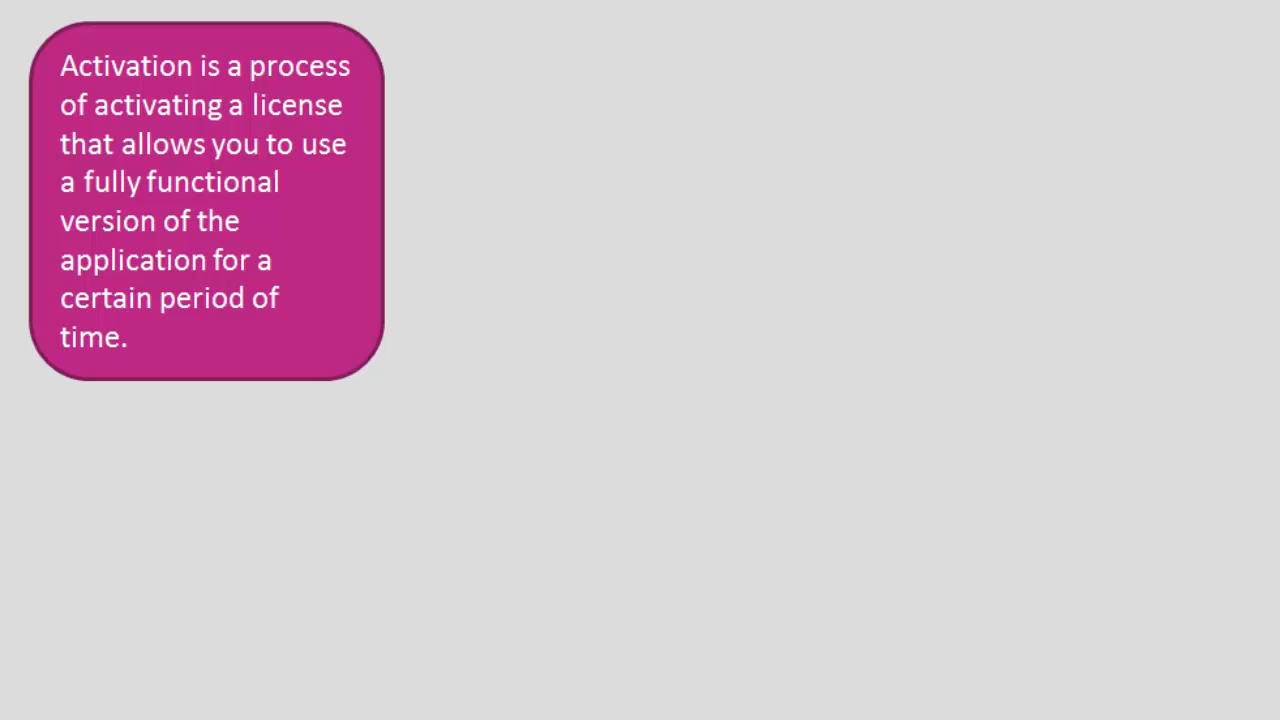 Activation is a process
of activating a license
that allows you to use
a fully functional
version of the
application for a
certain period of
time.